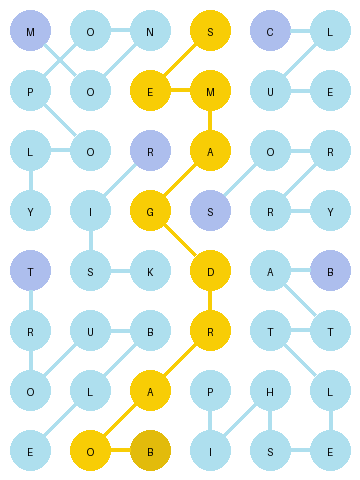 M O N S C L
P O E M U E
L O R A O R
Y I G S R Y
T S K D A B
R U B R T T
O L A P H L
E O B I S E